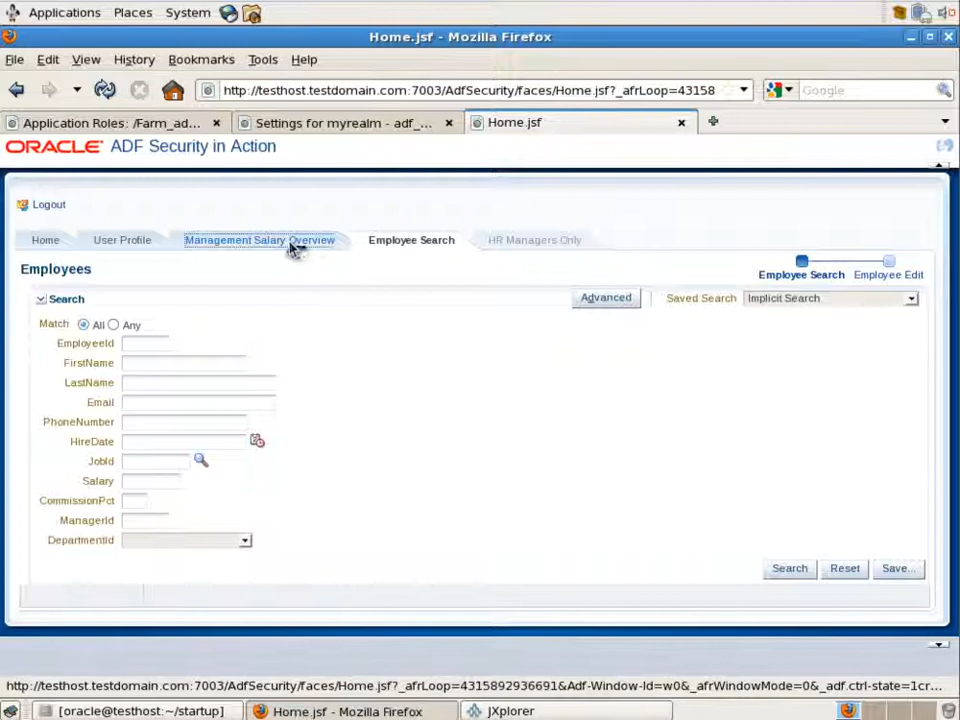 Applications Places System
Home.jsf - Mozilla Firefox
File Edit View History Bookmarks Tools Help
http://testhost.testdomain.com:7003/AdfSecurity/faces/Home.jsf?_afrLoop=43158
Google
Application Roles: /Farm_ad... Settings for myrealm - adf_... Home.jsf
ORACLE ADF Security in Action
Logout
Home User Profile Management Salary Overview Employee Search HR Managers Only
Employees
Employee Search Employee Edit
Search Advanced Saved Search Implicit Search
Match All Any
EmployeeId
FirstName
LastName
Email
PhoneNumber
HireDate
JobId
Salary
CommissionPct
ManagerId
DepartmentId
Search Reset Save...
http://testhost.testdomain.com:7003/AdfSecurity/faces/Home.jsf?_afrLoop=4315892936691&Adf-Window-Id=w0&_afrWindowMode=0&_adf.ctrl-state=1cr...
[oracle@testhost:~/startup] Home.jsf - Mozilla Firefox JXplorer